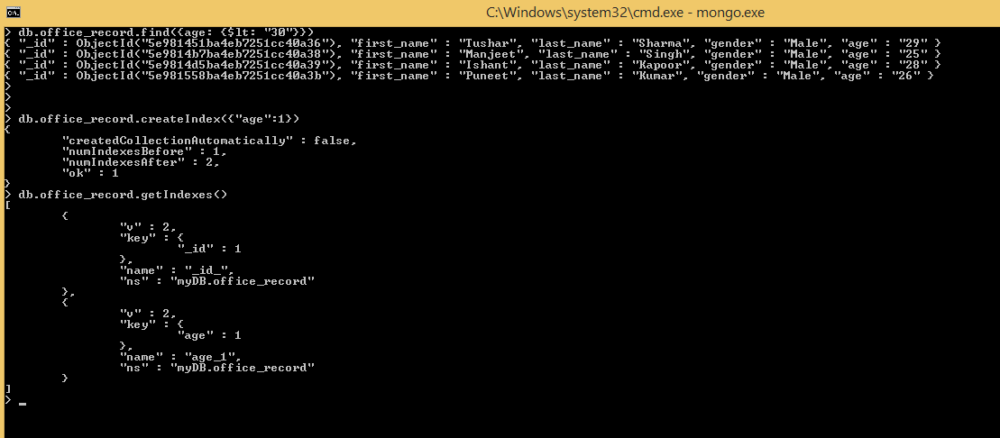 C:\Windows\system32\cmd.exe - mongo.exe
> db.office_record.find({age: {$lt: "30"}})
{ "_id" : ObjectId("5e981451ba4eb7251cc40a36"), "first_name" : "Tushar", "last_name" : "Sharma", "gender" : "Male", "age" : "29" }
{ "_id" : ObjectId("5e9814b7ba4eb7251cc40a38"), "first_name" : "Manjeet", "last_name" : "Singh", "gender" : "Male", "age" : "25" }
{ "_id" : ObjectId("5e9814d5ba4eb7251cc40a39"), "first_name" : "Ishant", "last_name" : "Kapoor", "gender" : "Male", "age" : "28" }
{ "_id" : ObjectId("5e981558ba4eb7251cc40a3b"), "first_name" : "Puneet", "last_name" : "Kumar", "gender" : "Male", "age" : "26" }
>
>
>
> db.office_record.createIndex({"age":1})
{
        "createdCollectionAutomatically" : false,
        "numIndexesBefore" : 1,
        "numIndexesAfter" : 2,
        "ok" : 1
}
> db.office_record.getIndexes()
[
        {
                "v" : 2,
                "key" : {
                        "_id" : 1
                },
                "name" : "_id_",
                "ns" : "myDB.office_record"
        },
        {
                "v" : 2,
                "key" : {
                        "age" : 1
                },
                "name" : "age_1",
                "ns" : "myDB.office_record"
        }
]
> _